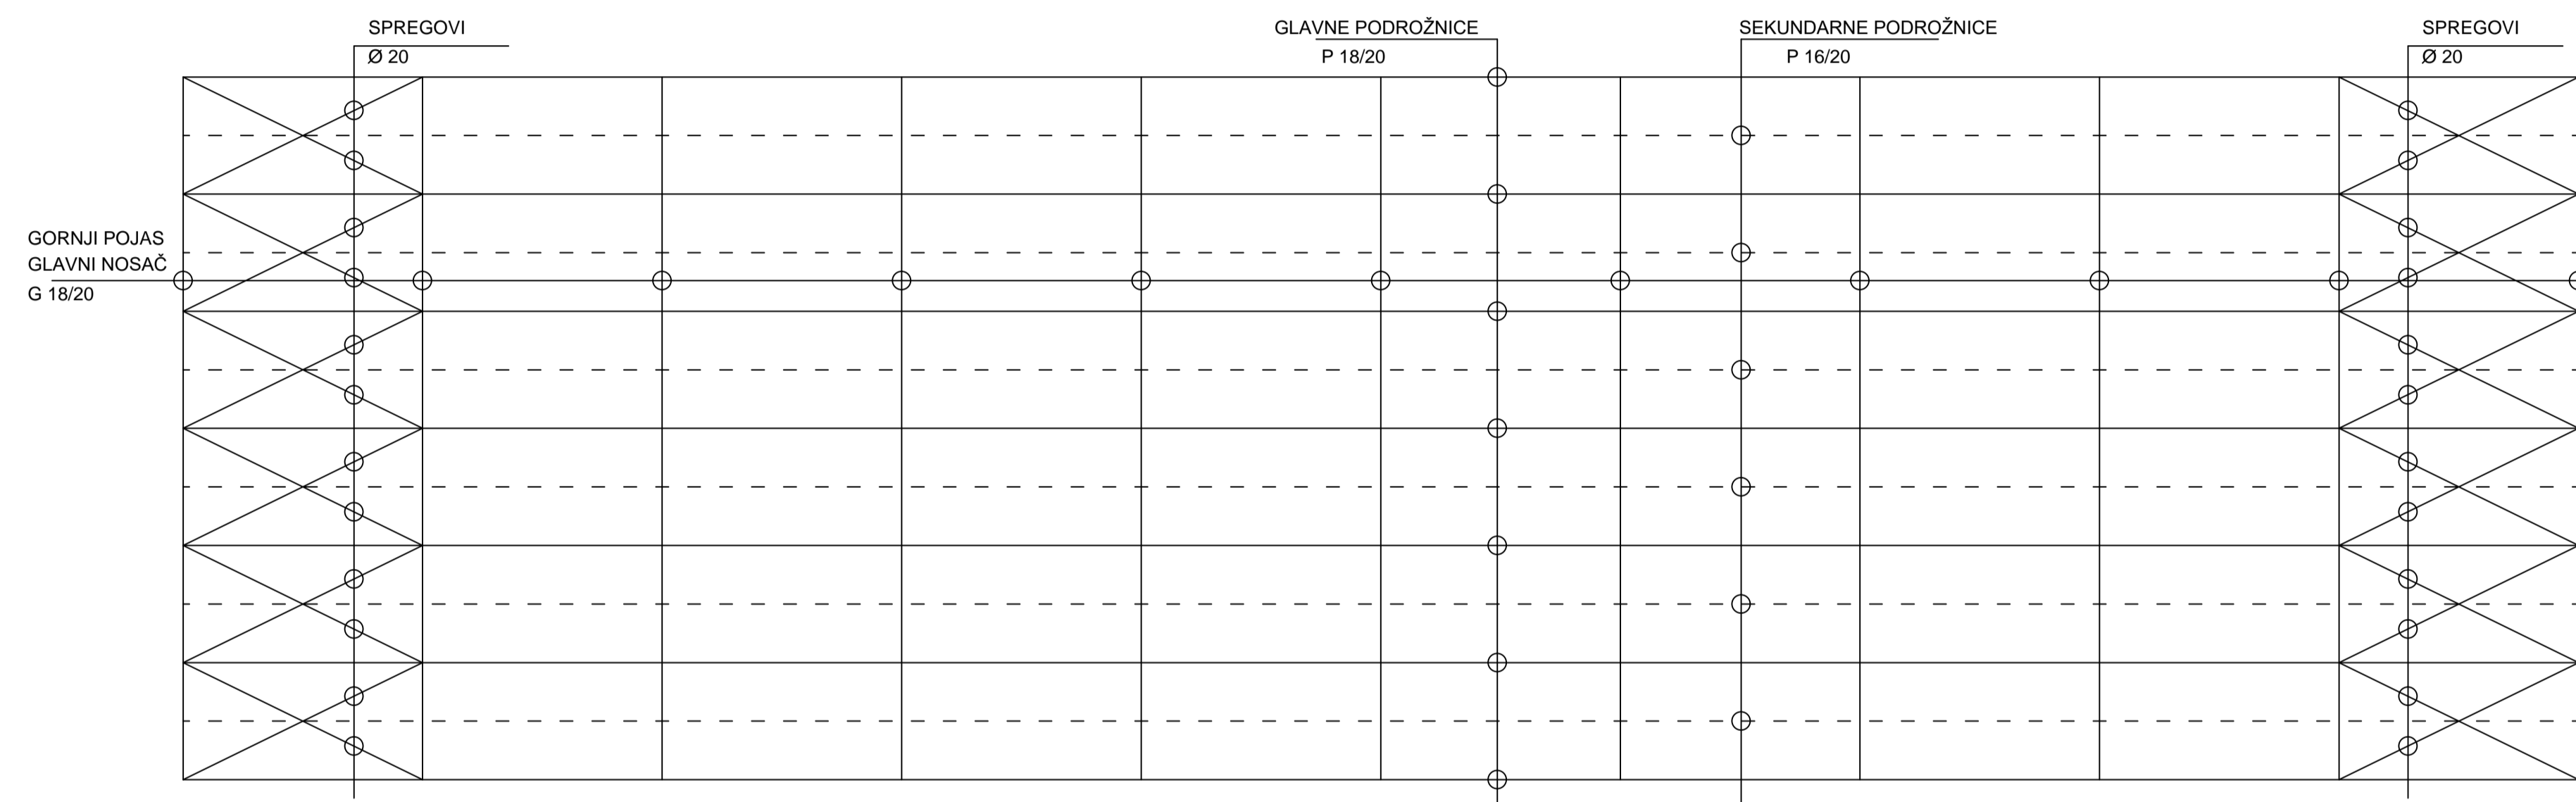 SPREGOVI
Ø 20
GLAVNE PODROŽNICE
P 18/20
SEKUNDARNE PODROŽNICE
P 16/20
SPREGOVI
Ø 20
GORNJI POJAS
GLAVNI NOSAČ
G 18/20